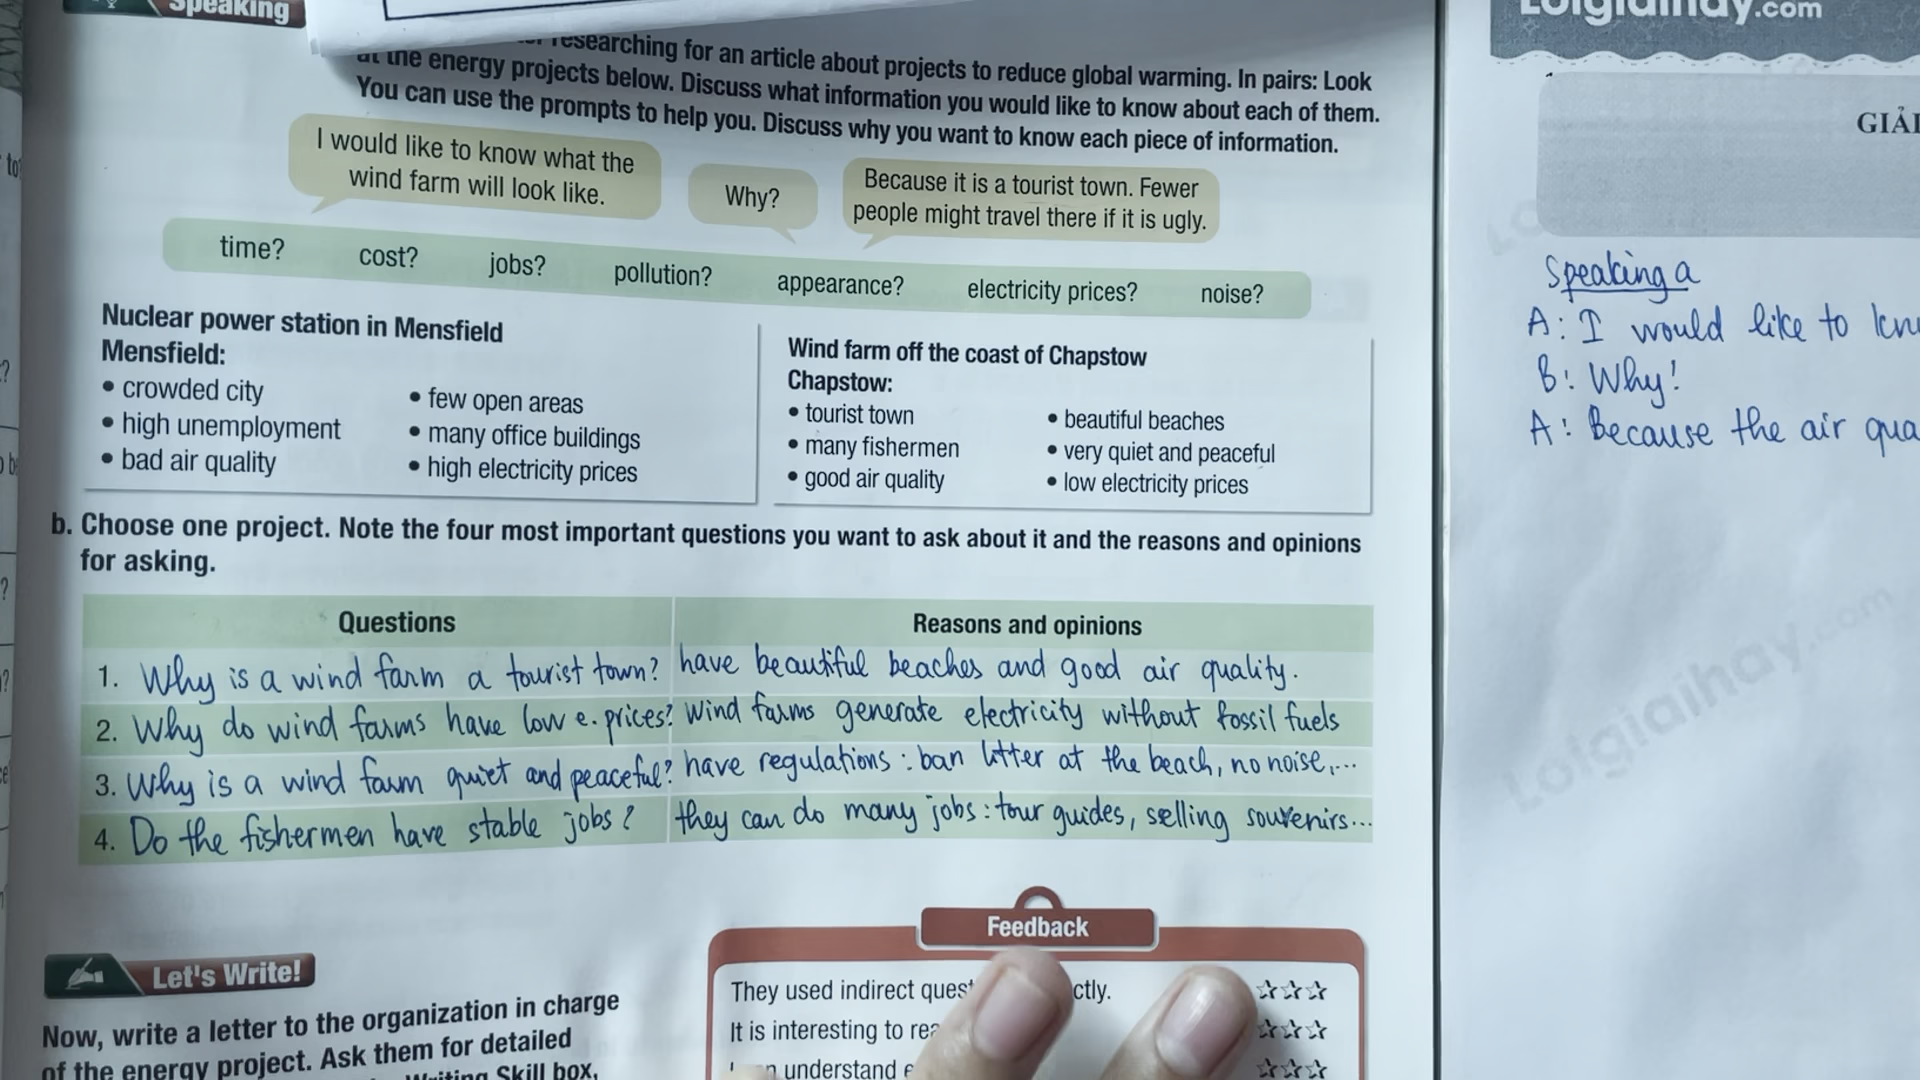 Speaking
Loigiaihay.com
researching for an article about projects to reduce global warming. In pairs: Look
at the energy projects below. Discuss what information you would like to know about each of them.
You can use the prompts to help you. Discuss why you want to know each piece of information.
GIẢI
I would like to know what the
wind farm will look like.
Why?
Because it is a tourist town. Fewer
people might travel there if it is ugly.
time? cost? jobs? pollution? appearance? electricity prices? noise?
Nuclear power station in Mensfield
Mensfield:
• crowded city
• high unemployment
• bad air quality
• few open areas
• many office buildings
• high electricity prices
Wind farm off the coast of Chapstow
Chapstow:
• tourist town
• many fishermen
• good air quality
• beautiful beaches
• very quiet and peaceful
• low electricity prices
b. Choose one project. Note the four most important questions you want to ask about it and the reasons and opinions
for asking.
Questions Reasons and opinions
1. Why is a wind farm a tourist town? have beautiful beaches and good air quality.
2. Why do wind farms have low e. prices? Wind farms generate electricity without fossil fuels
3. Why is a wind farm quiet and peaceful? have regulations: ban litter at the beach, no noise,...
4. Do the fishermen have stable jobs? they can do many jobs: tour guides, selling souvenirs...
Let's Write!
Now, write a letter to the organization in charge
of the energy project. Ask them for detailed
Writing Skill box,
Feedback
They used indirect
It is interesting to
understand
Speaking a
A: I would like to
B: Why!
A: Because the air
Loigiaihay.com